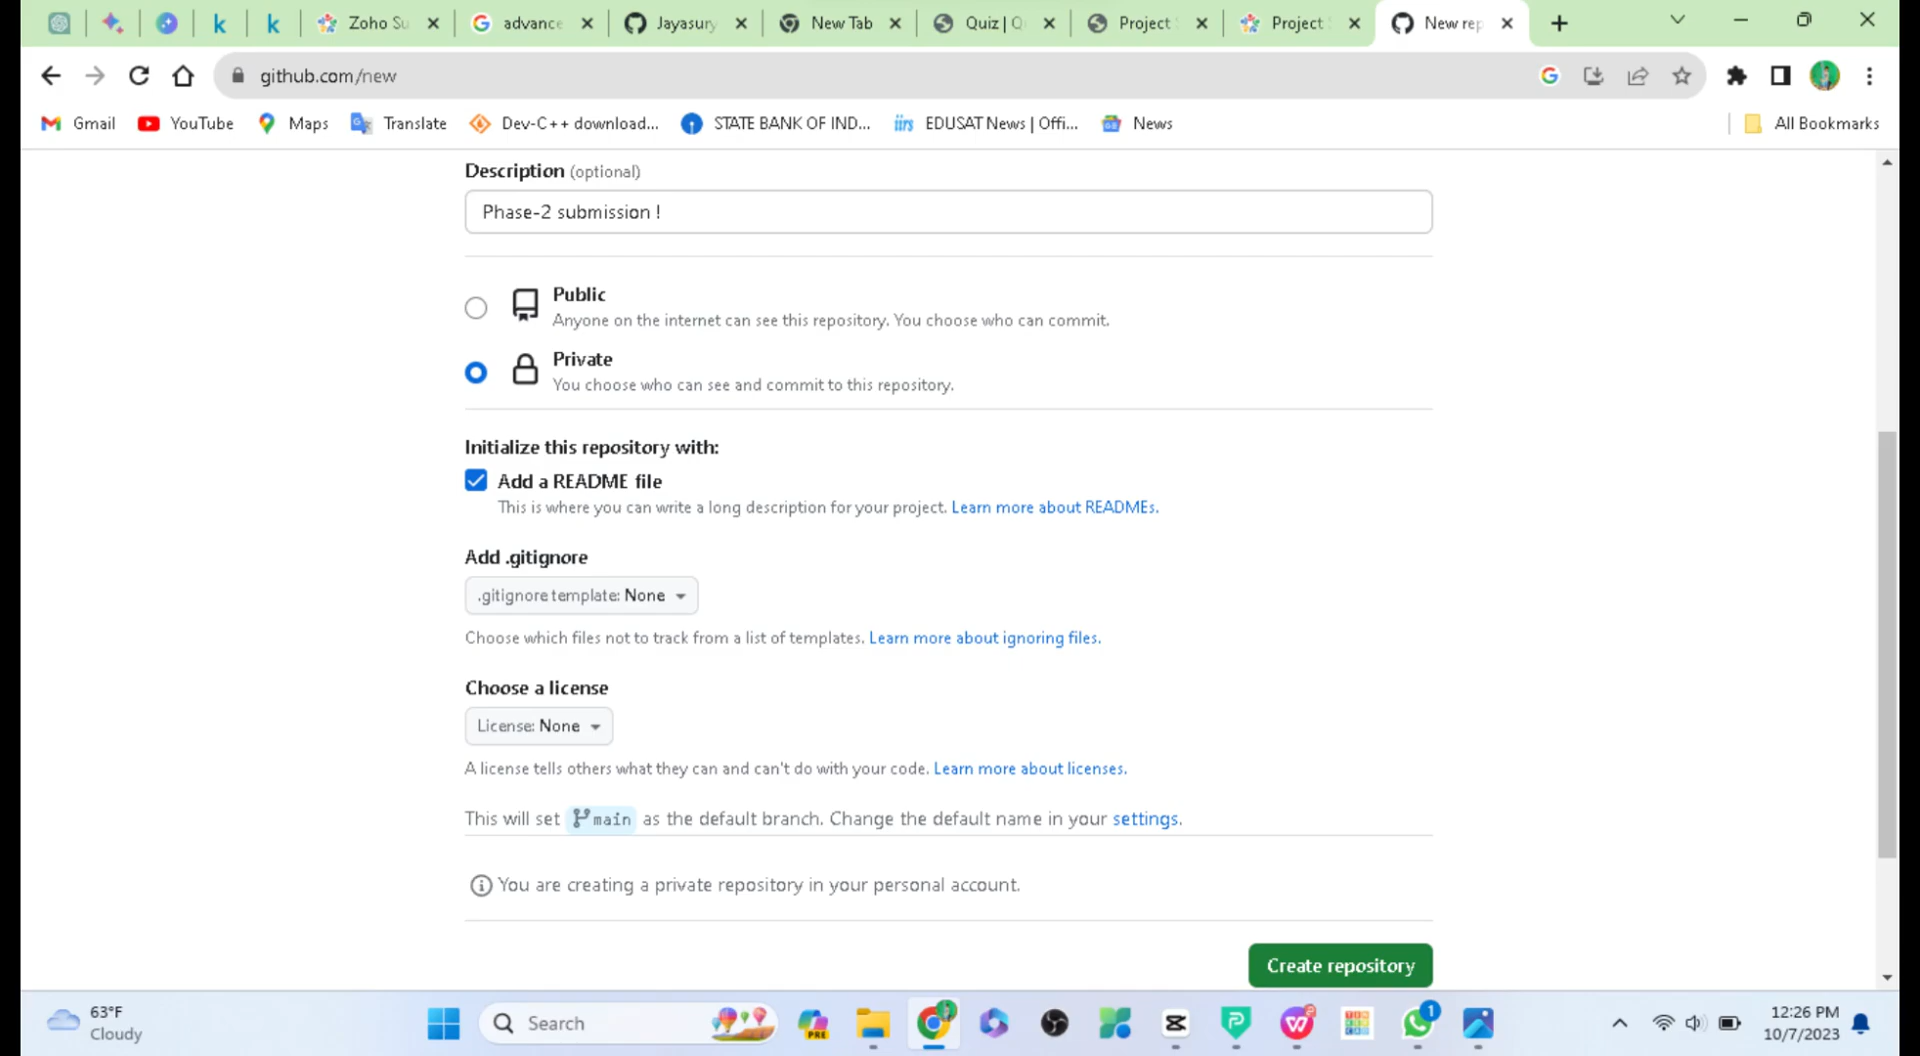 Zoho Su
advance
Jayasury
New Tab
Quiz | Q
Project
Project
New rep
github.com/new
Gmail
YouTube
Maps
Translate
Dev-C++ download...
STATE BANK OF IND...
iirs
EDUSAT News | Offi...
News
All Bookmarks
Description (optional)
Phase-2 submission !
Public
Anyone on the internet can see this repository. You choose who can commit.
Private
You choose who can see and commit to this repository.
Initialize this repository with:
Add a README file
This is where you can write a long description for your project. Learn more about READMEs.
Add .gitignore
.gitignore template: None
Choose which files not to track from a list of templates. Learn more about ignoring files.
Choose a license
License: None
A license tells others what they can and can't do with your code. Learn more about licenses.
This will set main as the default branch. Change the default name in your settings.
You are creating a private repository in your personal account.
Create repository
63°F
Cloudy
Search
PRE
1
12:26 PM
10/7/2023